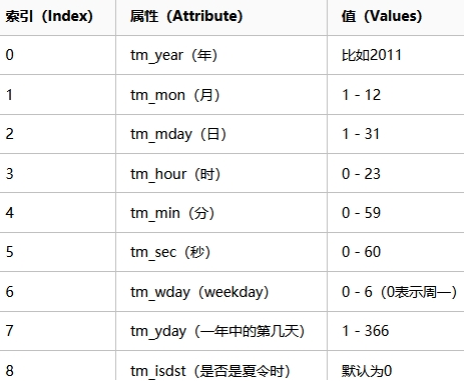 索引（Index） 属性（Attribute） 值（Values）
0 tm_year（年） 比如2011
1 tm_mon（月） 1 - 12
2 tm_mday（日） 1 - 31
3 tm_hour（时） 0 - 23
4 tm_min（分） 0 - 59
5 tm_sec（秒） 0 - 60
6 tm_wday（weekday） 0 - 6（0表示周一）
7 tm_yday（一年中的第几天） 1 - 366
8 tm_isdst（是否是夏令时） 默认为0